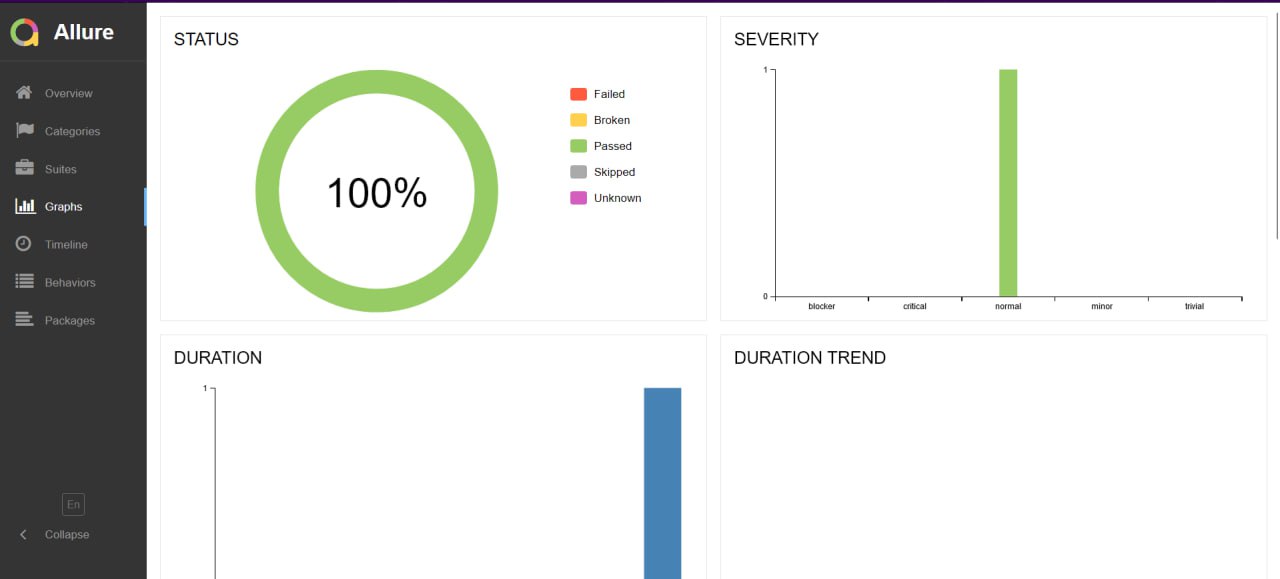 Allure
Overview
Categories
Suites
Graphs
Timeline
Behaviors
Packages
En
Collapse
STATUS
100%
Failed
Broken
Passed
Skipped
Unknown
SEVERITY
1
0
blocker critical normal minor trivial
DURATION
1
DURATION TREND